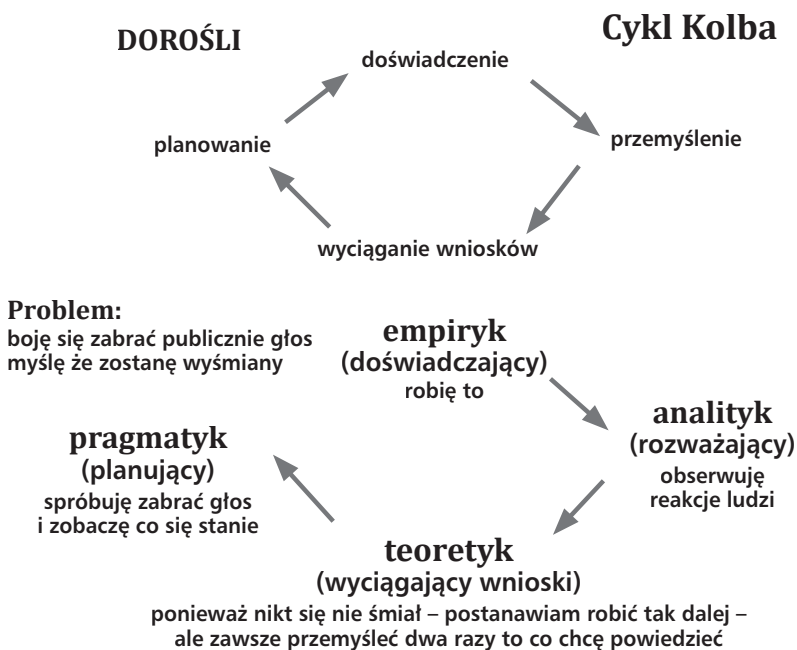 DOROŚLI
Cykl Kolba
doświadczenie
przemyślenie
planowanie
wyciąganie wniosków
Problem:
boję się zabrać publicznie głos
myślę że zostanę wyśmiany
empiryk
(doświadczający)
robię to
analityk
(rozważający)
obserwuję
reakcje ludzi
pragmatyk
(planujący)
spróbuję zabrać głos
i zobaczę co się stanie
teoretyk
(wyciągający wnioski)
ponieważ nikt się nie śmiał – postanawiam robić tak dalej –
ale zawsze przemyśleć dwa razy to co chcę powiedzieć